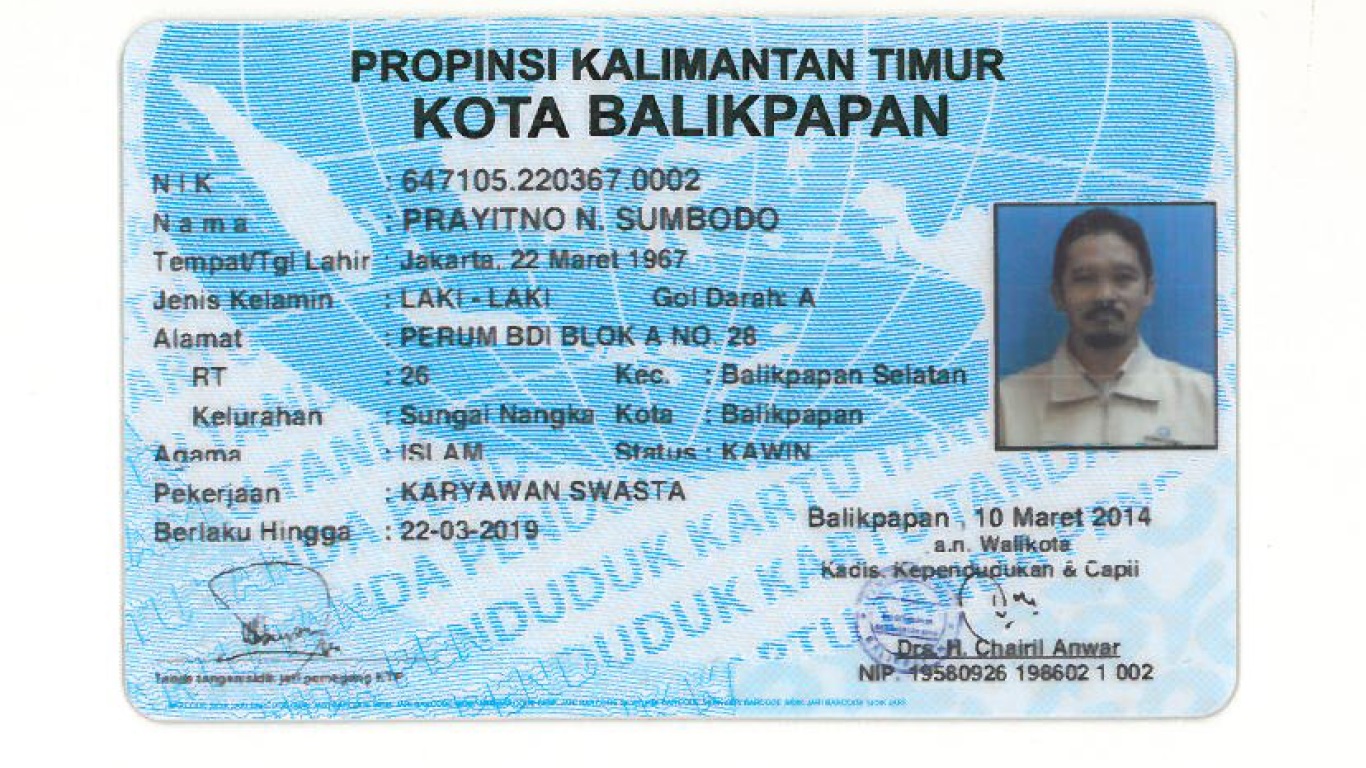 PROPINSI KALIMANTAN TIMUR
KOTA BALIKPAPAN
NIK : 647105.220367.0002
Nama : PRAYITNO N. SUMBODO
Tempat/Tgl Lahir : Jakarta, 22 Maret 1967
Jenis Kelamin : LAKI - LAKI Gol Darah: A
Alamat : PERUM BDI BLOK A NO. 28
RT : 26 Kec. : Balikpapan Selatan
Kelurahan : Sungai Nangka Kota : Balikpapan
Agama : ISLAM Status : KAWIN
Pekerjaan : KARYAWAN SWASTA
Berlaku Hingga : 22-03-2019
Balikpapan , 10 Maret 2014
a.n. Walikota
Kadis. Kependudukan & Capil
Drs. H. Chairil Anwar
NIP. 19580926 198602 1 002
Tanda tangan/sidik jari pemegang KTP
KARTU TANDA PENDUDUK